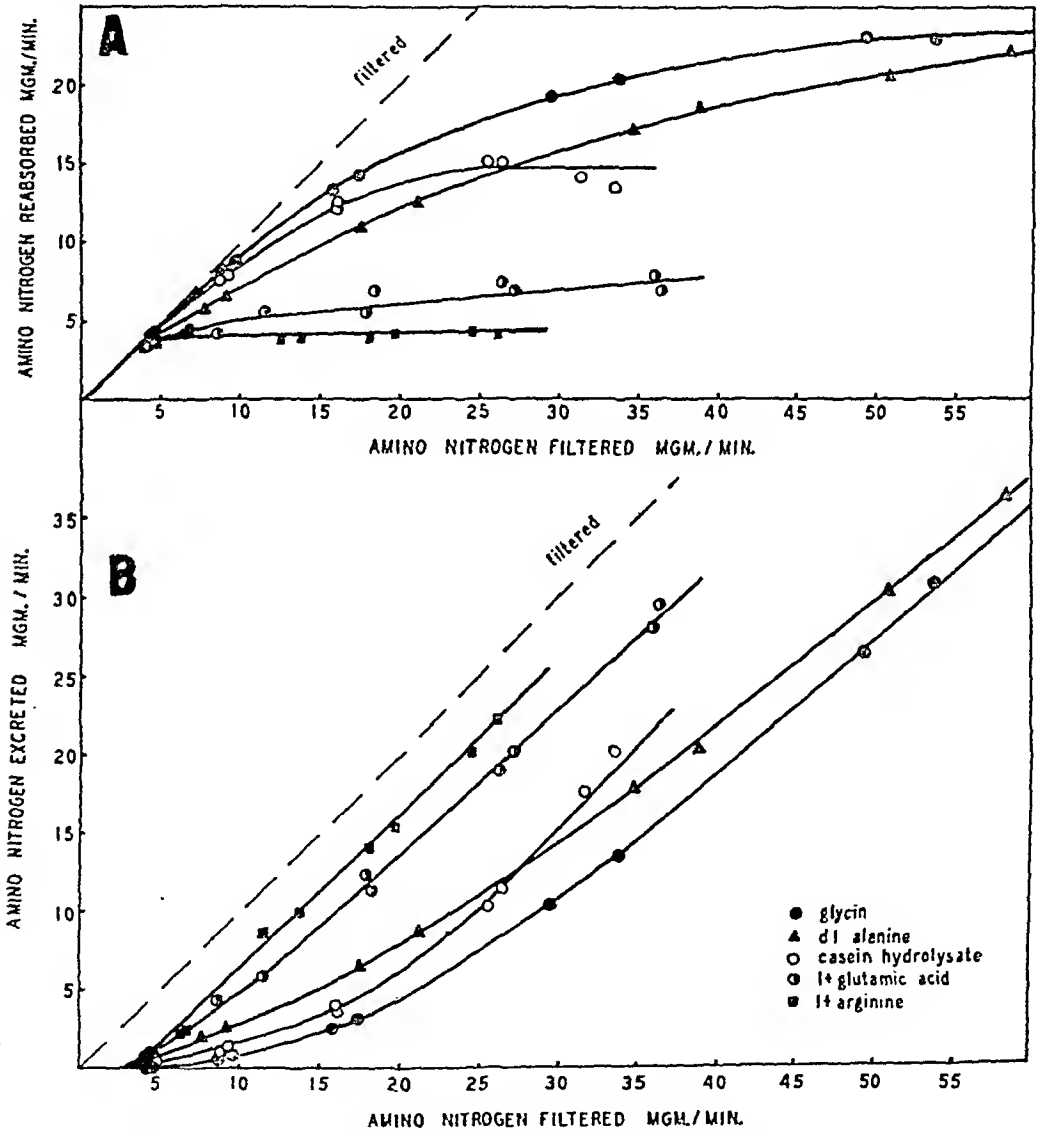 A
AMINO NITROGEN REABSORBED MGM./MIN.
filtered
20
15
10
5
5 10 15 20 25 30 35 40 45 50 55
AMINO NITROGEN FILTERED MGM./MIN.
B
AMINO NITROGEN EXCRETED MGM./MIN.
filtered
35
30
25
20
15
10
5
glycin
dl alanine
casein hydrolysate
l+ glutamic acid
l+ arginine
5 10 15 20 25 30 35 40 45 50 55
AMINO NITROGEN FILTERED MGM./MIN.